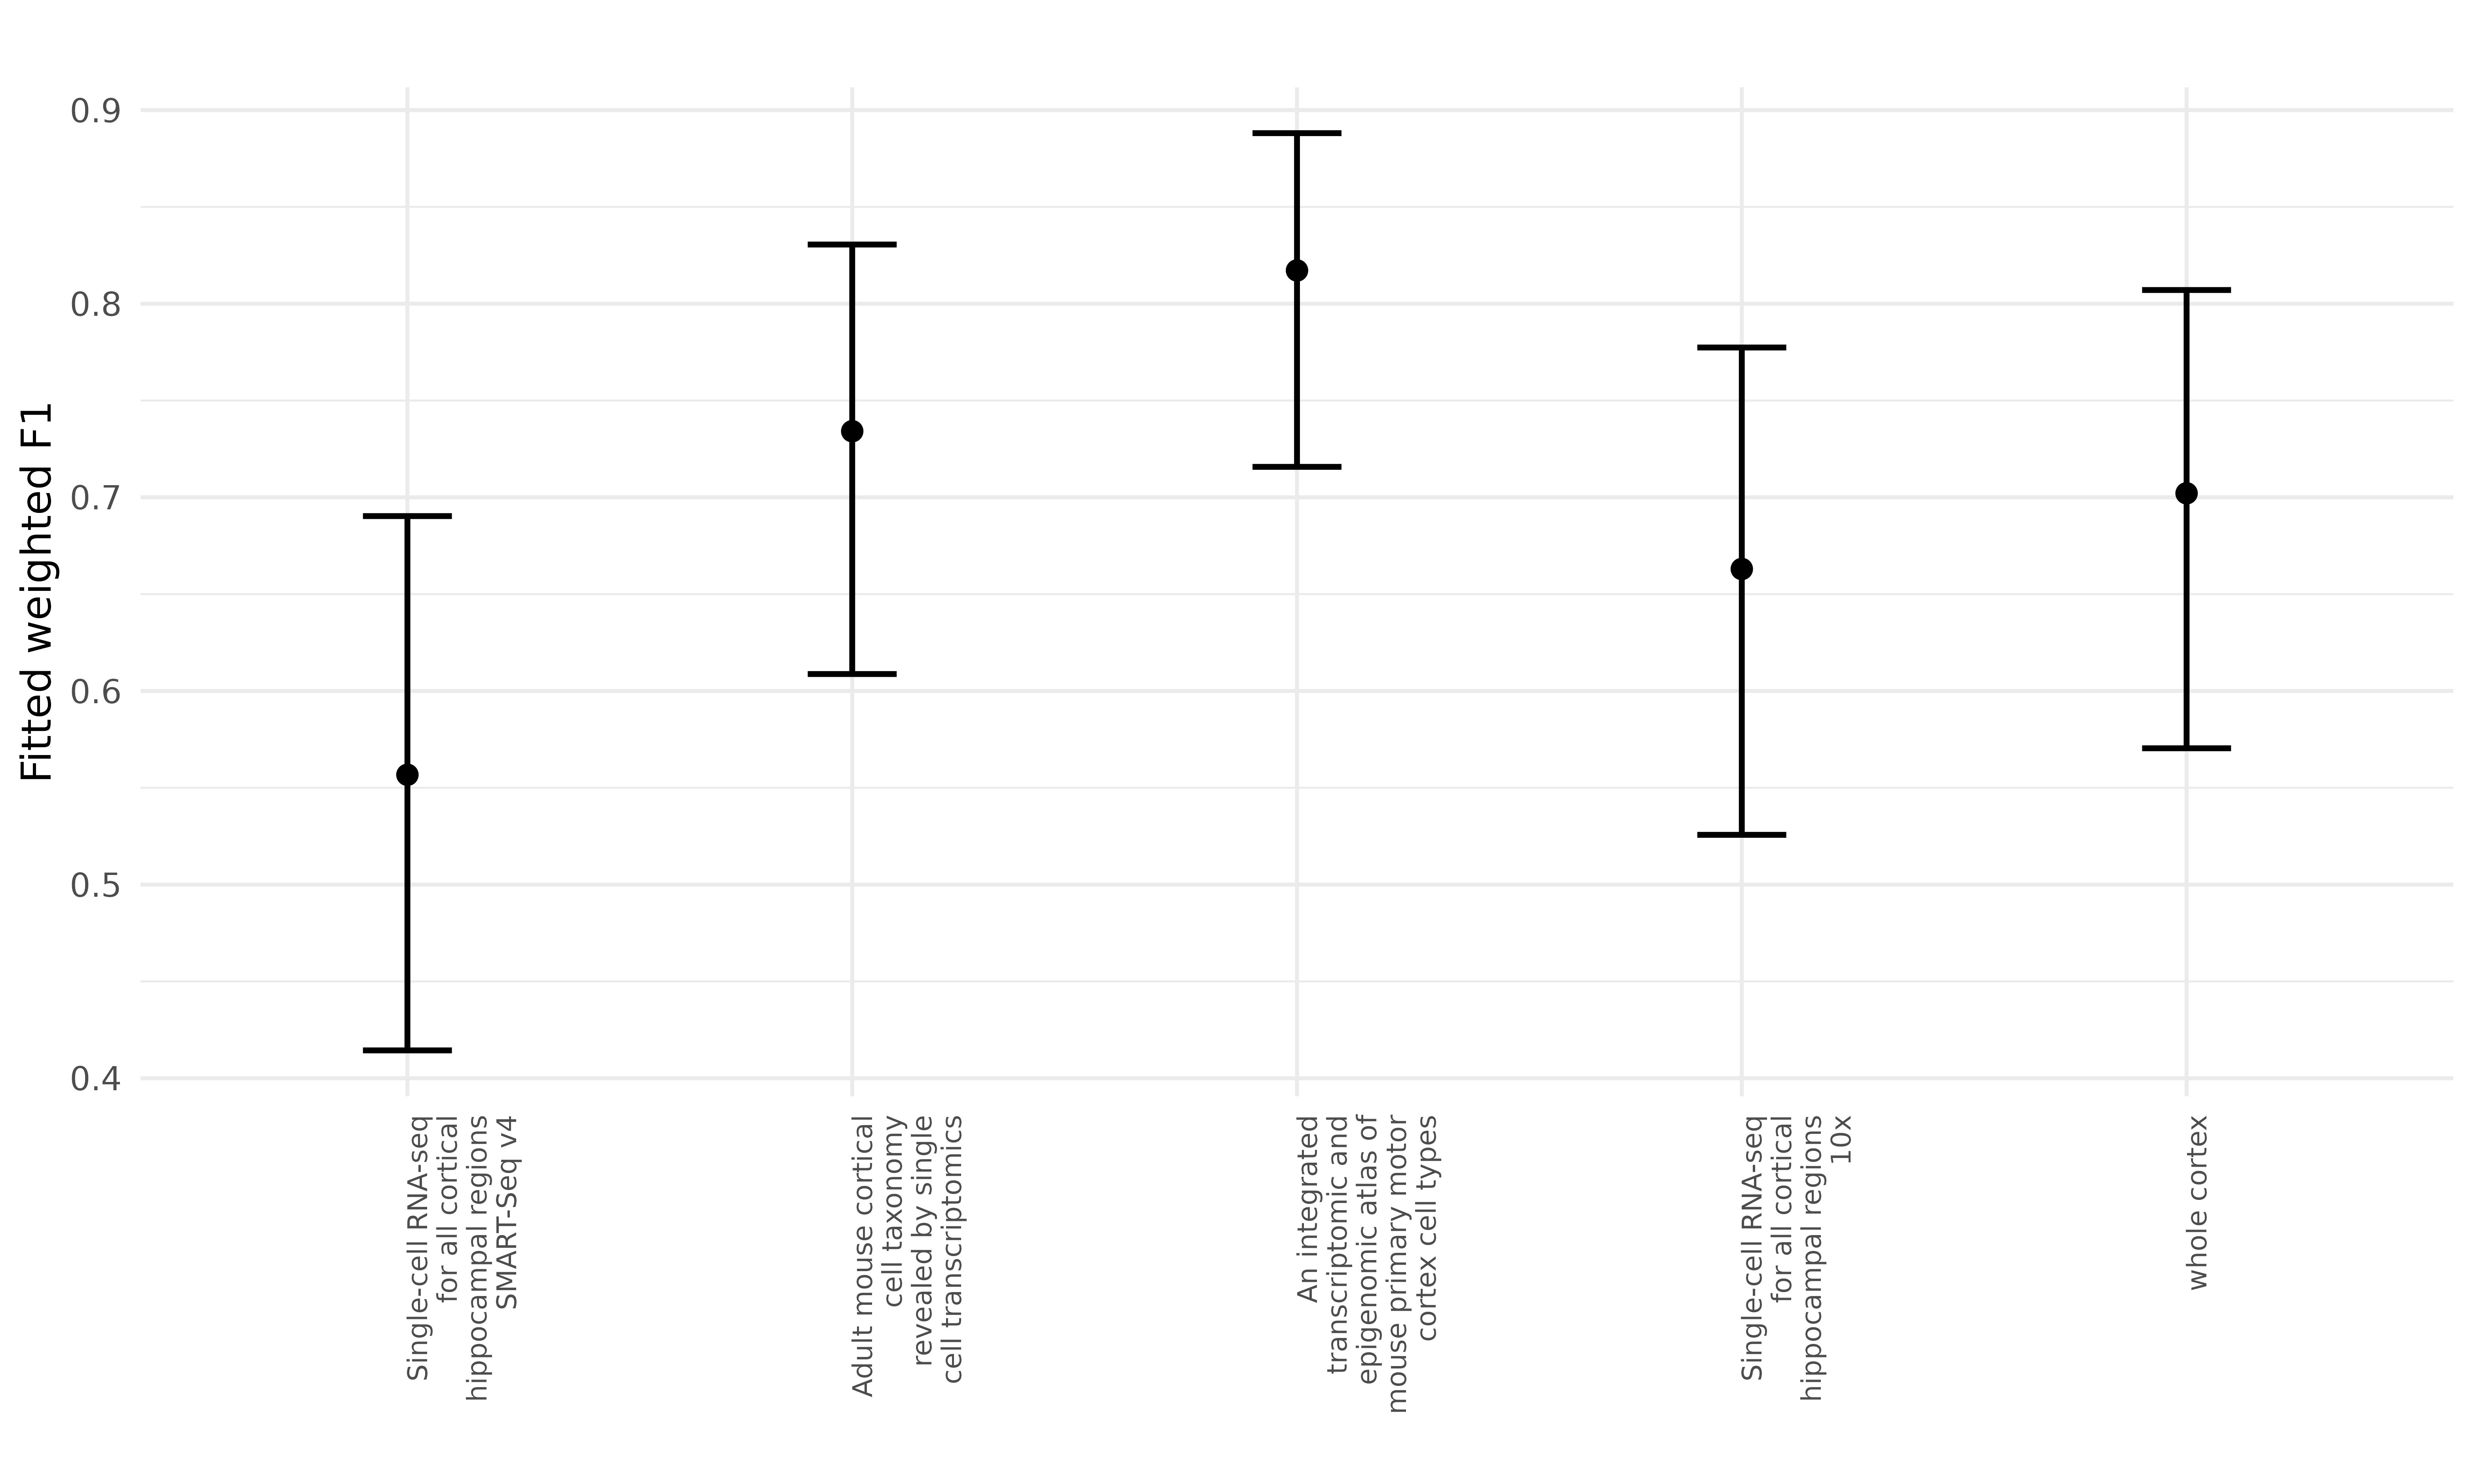 Fitted weighted F1
0.9
0.8
0.7
0.6
0.5
0.4
Single-cell RNA-seq
for all cortical
hippocampal regions
SMART-Seq v4
Adult mouse cortical
cell taxonomy
revealed by single
cell transcriptomics
An integrated
transcriptomic and
epigenomic atlas of
mouse primary motor
cortex cell types
Single-cell RNA-seq
for all cortical
hippocampal regions
10x
whole cortex